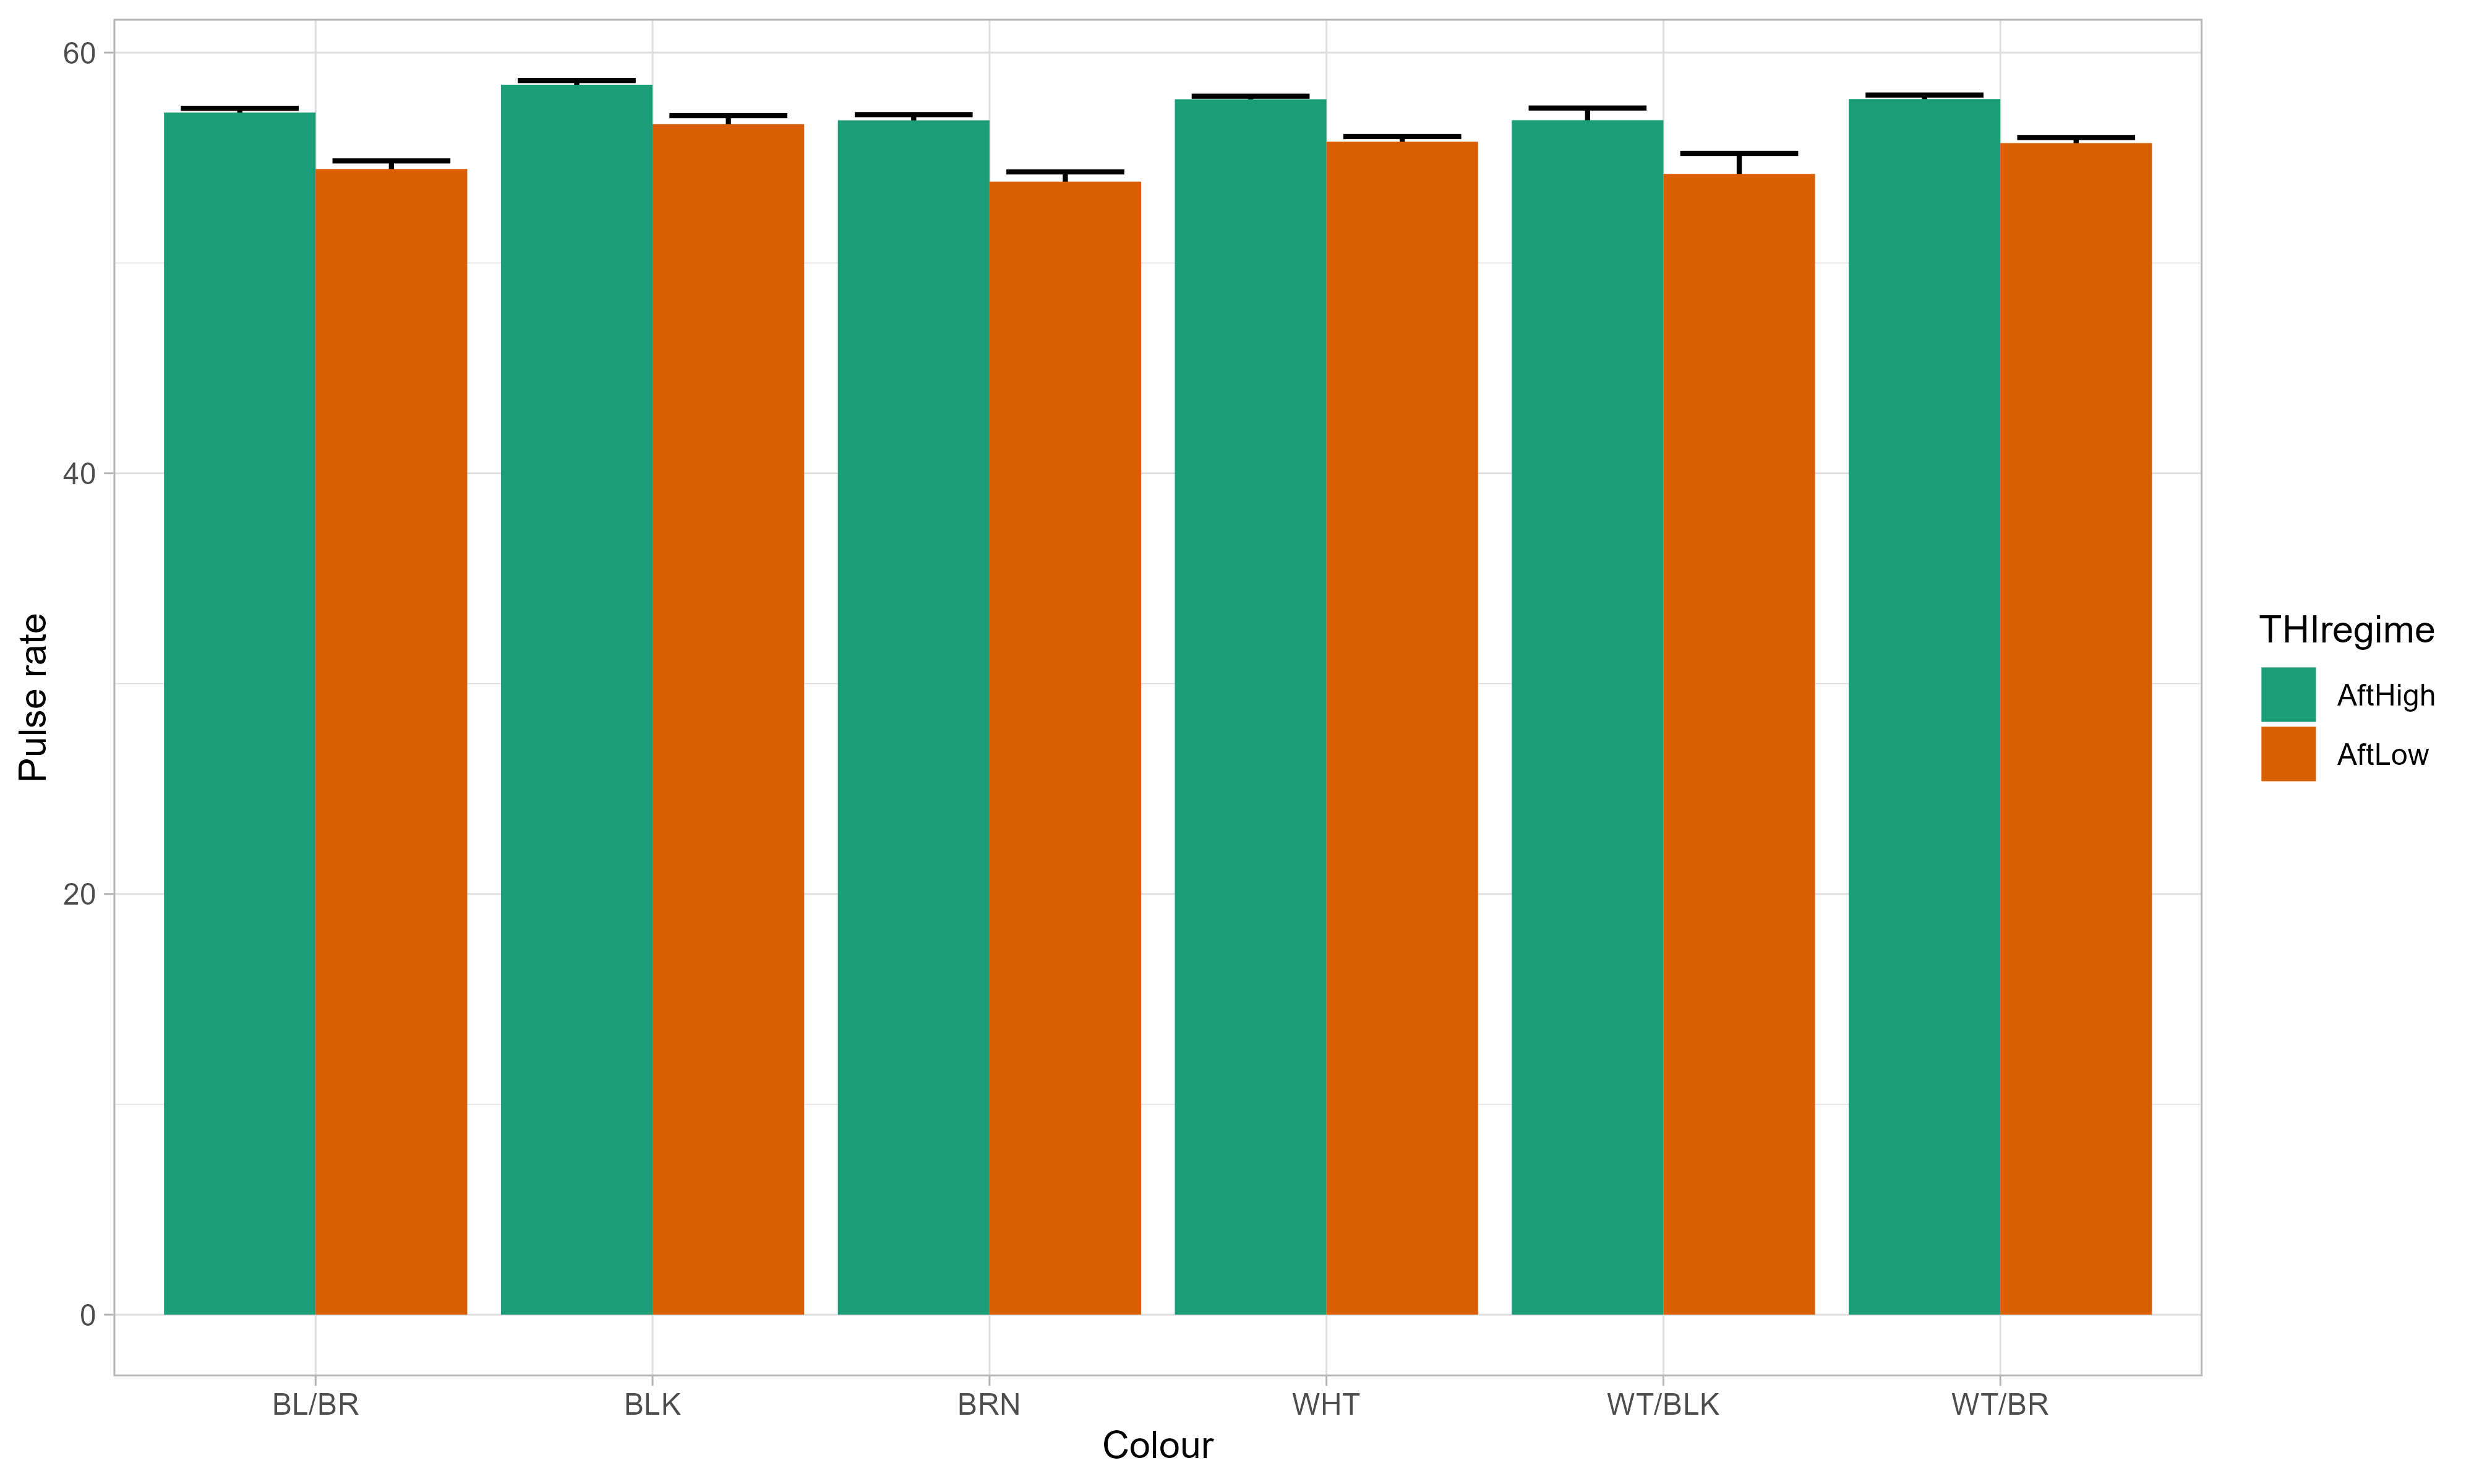 60
40
20
0
Pulse rate
BL/BR BLK BRN WHT WT/BLK WT/BR
Colour
THIregime
AftHigh
AftLow